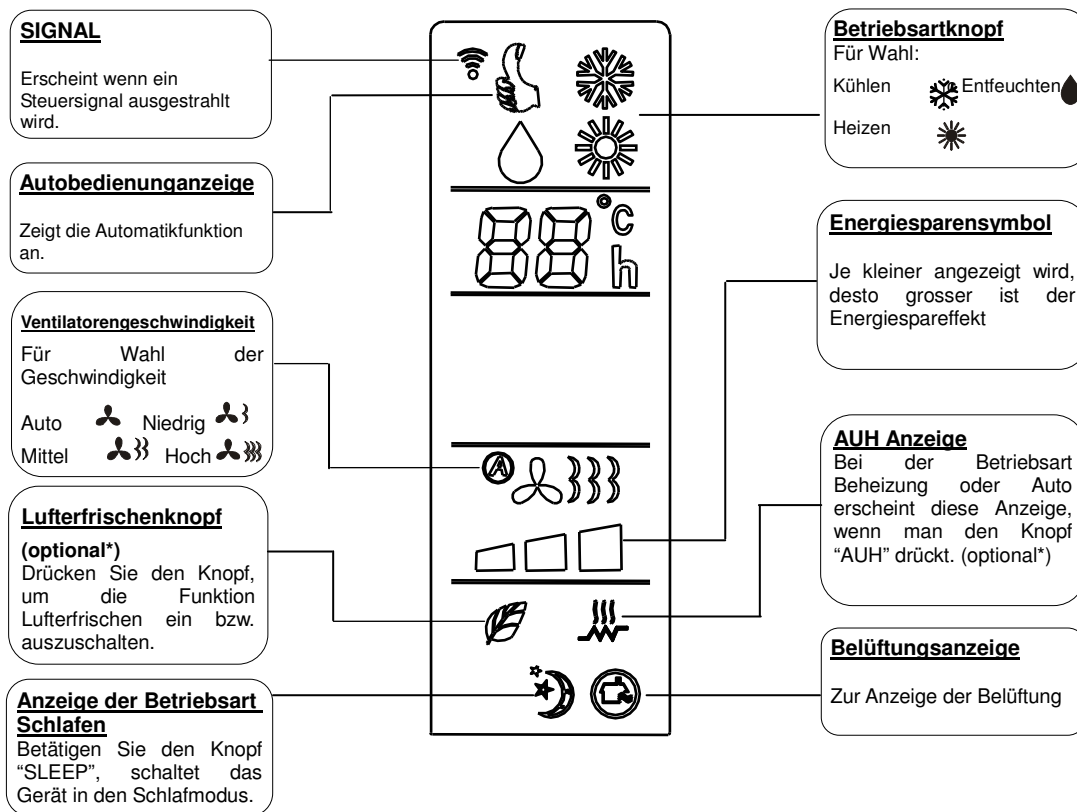 SIGNAL
Erscheint wenn ein
Steuersignal ausgestrahlt
wird.
Autobedienunganzeige
Zeigt die Automatikfunktion
an.
Ventilatorengeschwindigkeit
Für Wahl der
Geschwindigkeit
Auto Niedrig
Mittel Hoch
Lufterfrischenknopf
(optional*)
Drücken Sie den Knopf,
um die Funktion
Lufterfrischen ein bzw.
auszuschalten.
Anzeige der Betriebsart
Schlafen
Betätigen Sie den Knopf
“SLEEP”, schaltet das
Gerät in den Schlafmodus.
88 °C
h
A
Betriebsartknopf
Für Wahl:
Kühlen Entfeuchten
Heizen
Energiesparensymbol
Je kleiner angezeigt wird,
desto grosser ist der
Energiespareffekt
AUH Anzeige
Bei der Betriebsart
Beheizung oder Auto
erscheint diese Anzeige,
wenn man den Knopf
“AUH” drückt. (optional*)
Belüftungsanzeige
Zur Anzeige der Belüftung